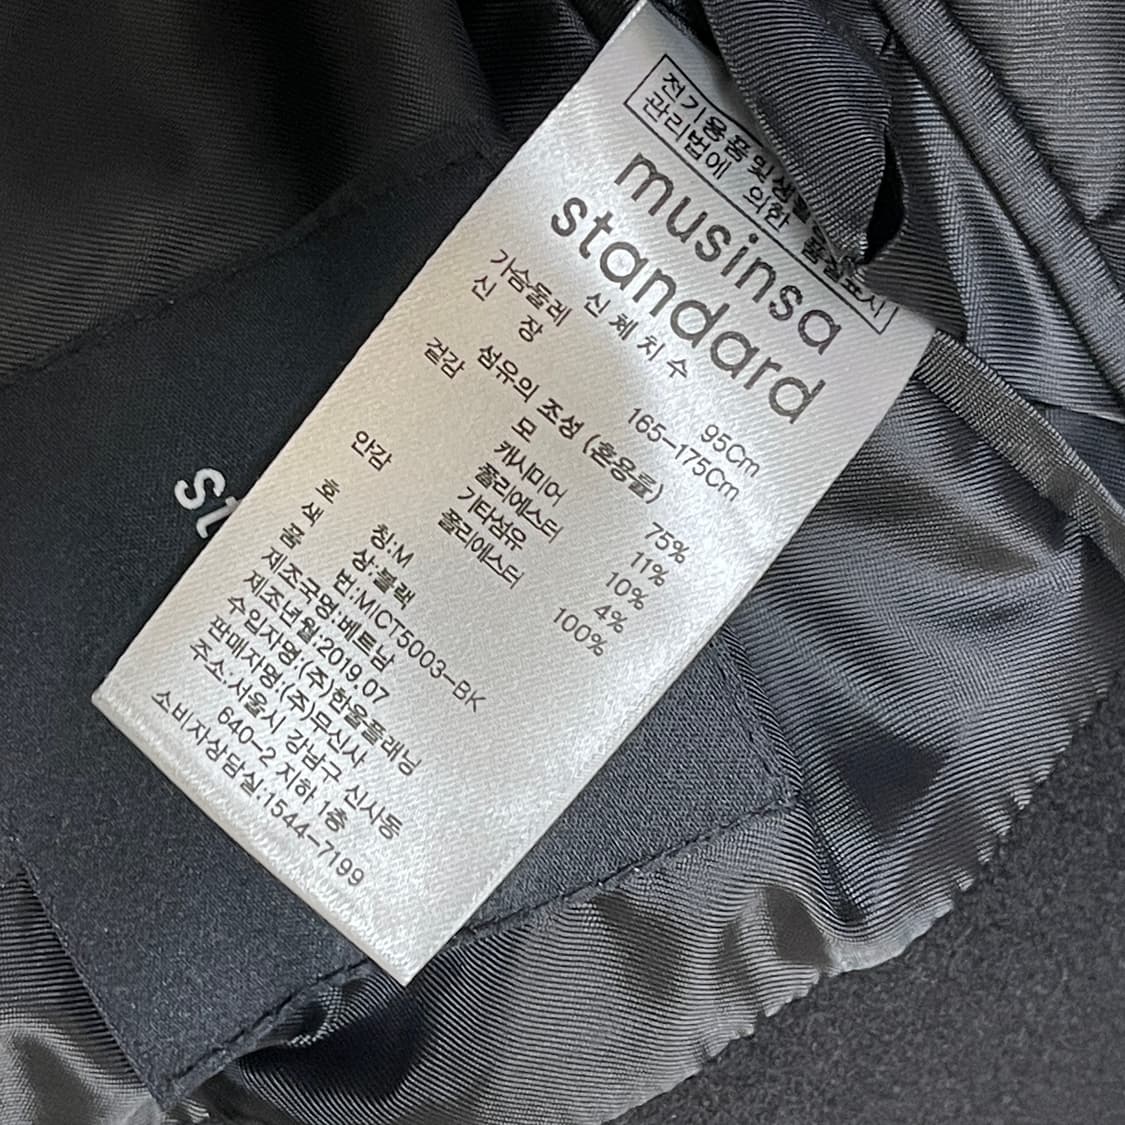 전기용품및생활
관리법에 의한 품질표시
musinsa
standard
신체치수
가슴둘레 95Cm
신 장 165-175Cm
섬유의 조성 (혼용률)
겉감 모 75%
캐시미어 11%
폴리에스터 10%
기타섬유 4%
안감 폴리에스터 100%
호 칭:M
색 상:블랙
품 번:MICT5003-BK
제조국명:베트남
제조년월:2019.07
수입자명:(주)한울플래닝
판매자명:(주)무신사
주소:서울시 강남구 신사동
640-2 지하 1층
소비자상담실:1544-7199
st